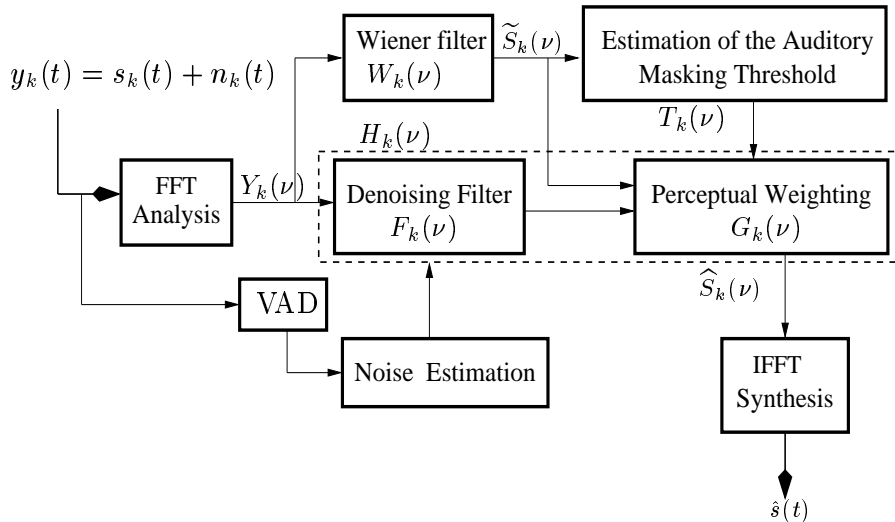 Wiener filter
W_k(ν)
S̃_k(ν)
Estimation of the Auditory
Masking Threshold
y_k(t) = s_k(t) + n_k(t)
T_k(ν)
H_k(ν)
FFT
Analysis
Y_k(ν)
Denoising Filter
F_k(ν)
Perceptual Weighting
G_k(ν)
Ŝ_k(ν)
VAD
Noise Estimation
IFFT
Synthesis
ŝ(t)